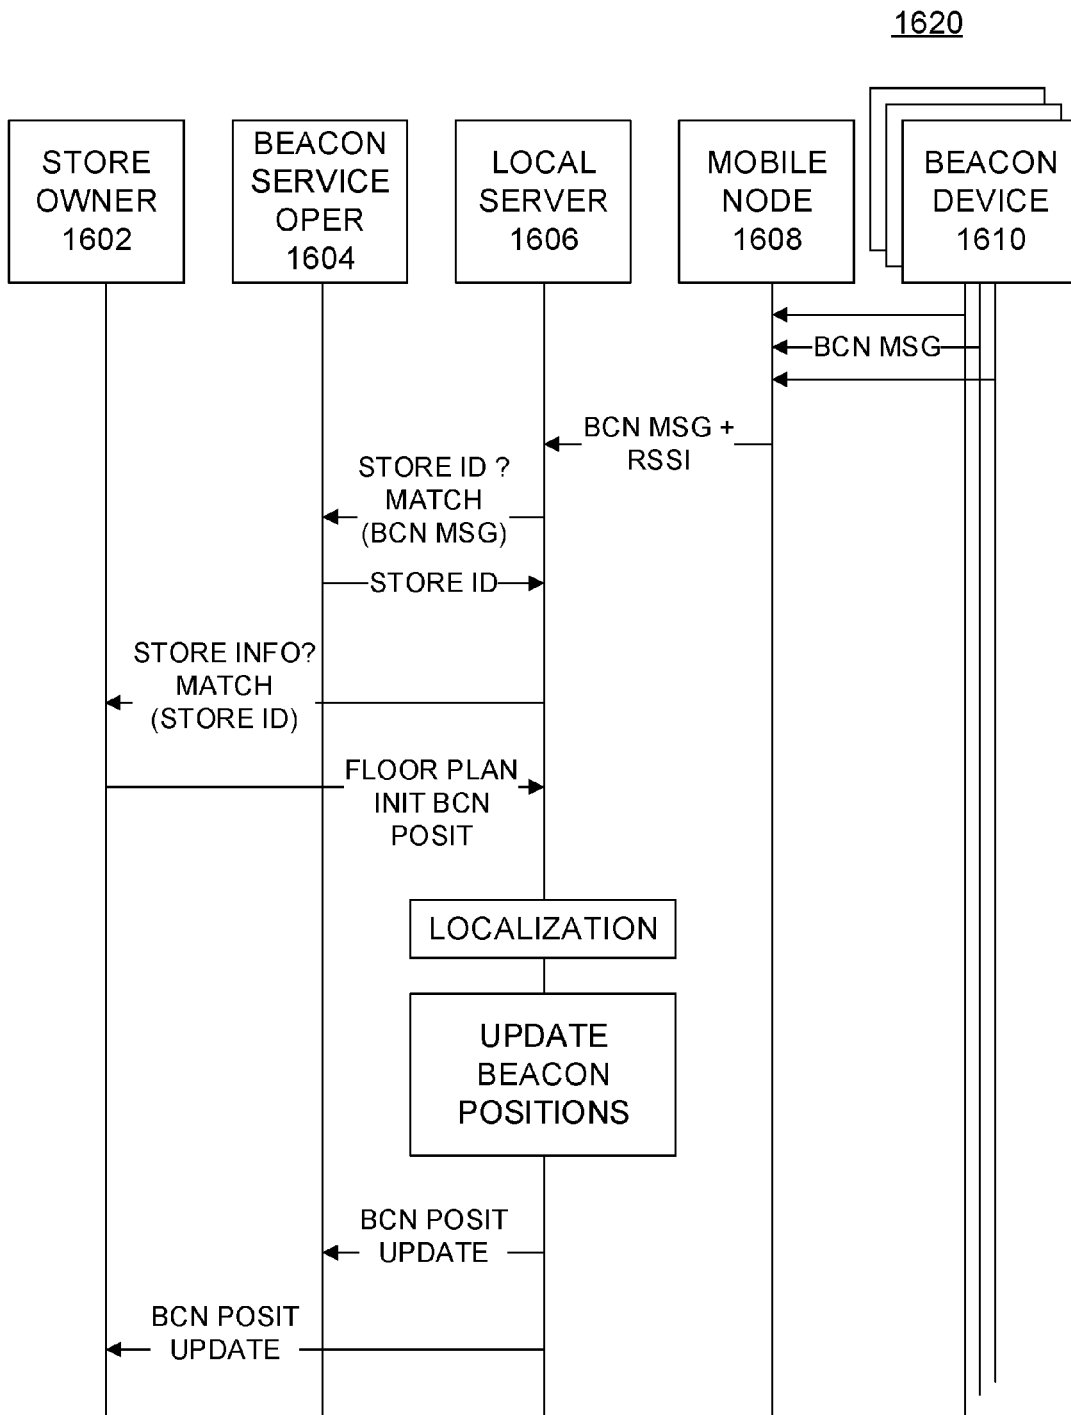 1620
STORE
OWNER
1602
BEACON
SERVICE
OPER
1604
LOCAL
SERVER
1606
MOBILE
NODE
1608
BEACON
DEVICE
1610
BCN MSG
BCN MSG +
RSSI
STORE ID ?
MATCH
(BCN MSG)
STORE ID
STORE INFO?
MATCH
(STORE ID)
FLOOR PLAN
INIT BCN
POSIT
LOCALIZATION
UPDATE
BEACON
POSITIONS
BCN POSIT
UPDATE
BCN POSIT
UPDATE